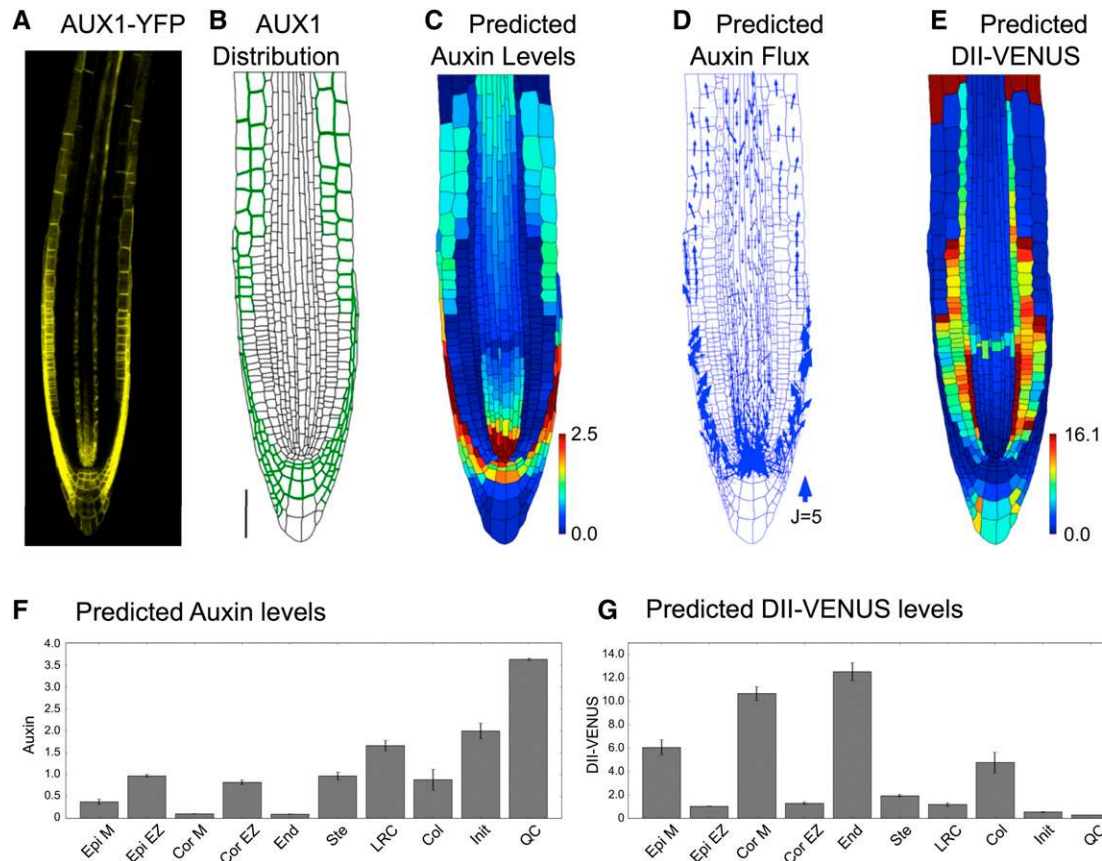 A AUX1-YFP
B AUX1
Distribution
C Predicted
Auxin Levels
D Predicted
Auxin Flux
E Predicted
DII-VENUS
2.5
0.0
J=5
16.1
0.0
F Predicted Auxin levels
Auxin
4.0
3.5
3.0
2.5
2.0
1.5
1.0
0.5
0
Epi M
Epi EZ
Cor M
Cor EZ
End
Ste
LRC
Col
Init
QC
G Predicted DII-VENUS levels
DII-VENUS
14.0
12.0
10.0
8.0
6.0
4.0
2.0
0
Epi M
Epi EZ
Cor M
Cor EZ
End
Ste
LRC
Col
Init
QC